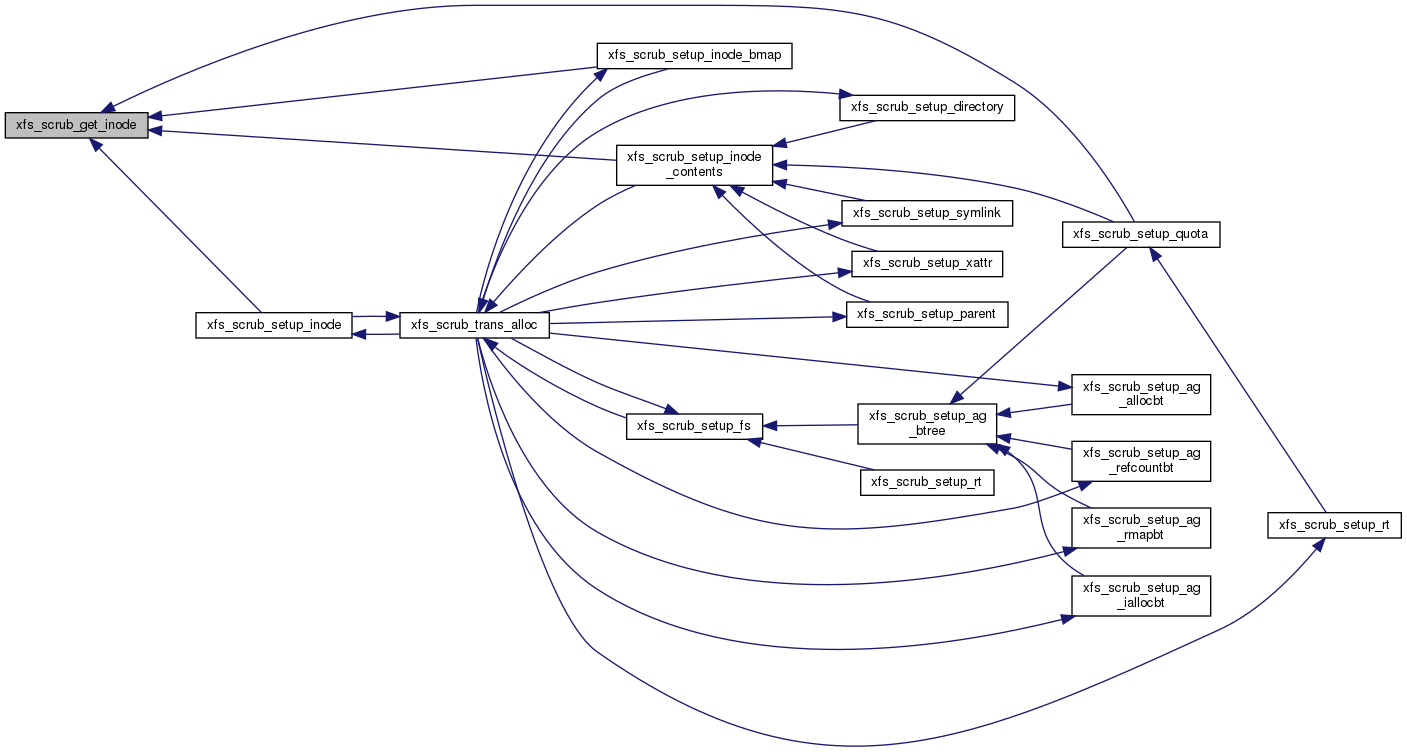 xfs_scrub_setup_inode_bmap
xfs_scrub_setup_directory
xfs_scrub_get_inode
xfs_scrub_setup_inode
_contents
xfs_scrub_setup_symlink
xfs_scrub_setup_quota
xfs_scrub_setup_xattr
xfs_scrub_setup_parent
xfs_scrub_setup_inode
xfs_scrub_trans_alloc
xfs_scrub_setup_ag
_allocbt
xfs_scrub_setup_ag
_btree
xfs_scrub_setup_fs
xfs_scrub_setup_ag
_refcountbt
xfs_scrub_setup_rt
xfs_scrub_setup_ag
_rmapbt
xfs_scrub_setup_rt
xfs_scrub_setup_ag
_iallocbt